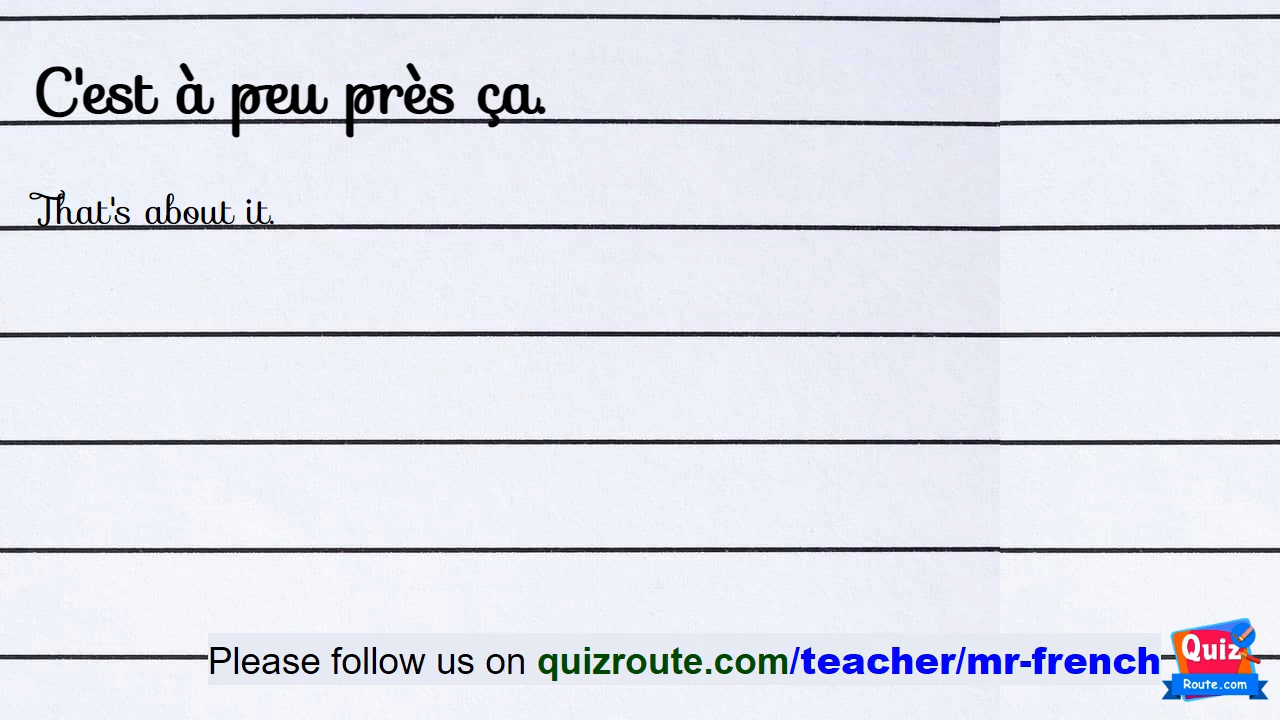 C'est à peu près ça.
That's about it.
Please follow us on quizroute.com/teacher/mr-french
Quiz
Route.com